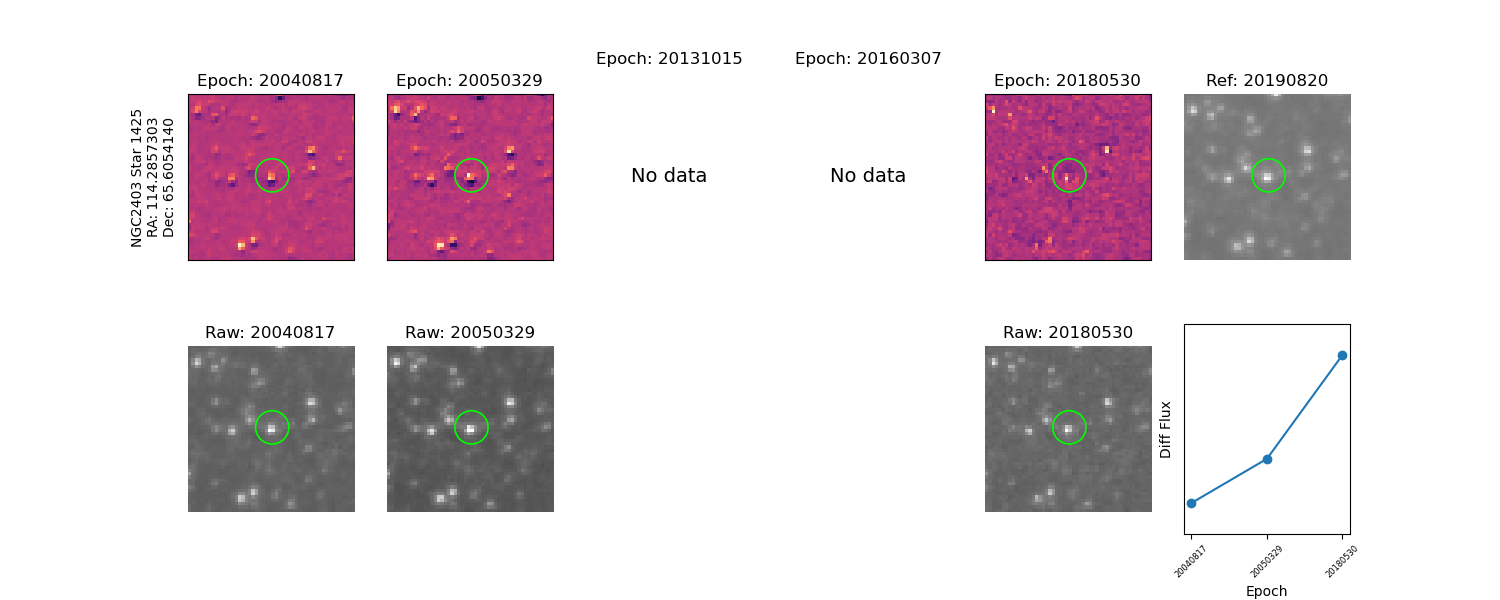 NGC2403 Star 1425
RA: 114.2857303
Dec: 65.6054140
Epoch: 20040817
Epoch: 20050329
Epoch: 20131015
Epoch: 20160307
Epoch: 20180530
Ref: 20190820
No data
No data
Raw: 20040817
Raw: 20050329
Raw: 20180530
Diff Flux
20040817
20050329
20180530
Epoch